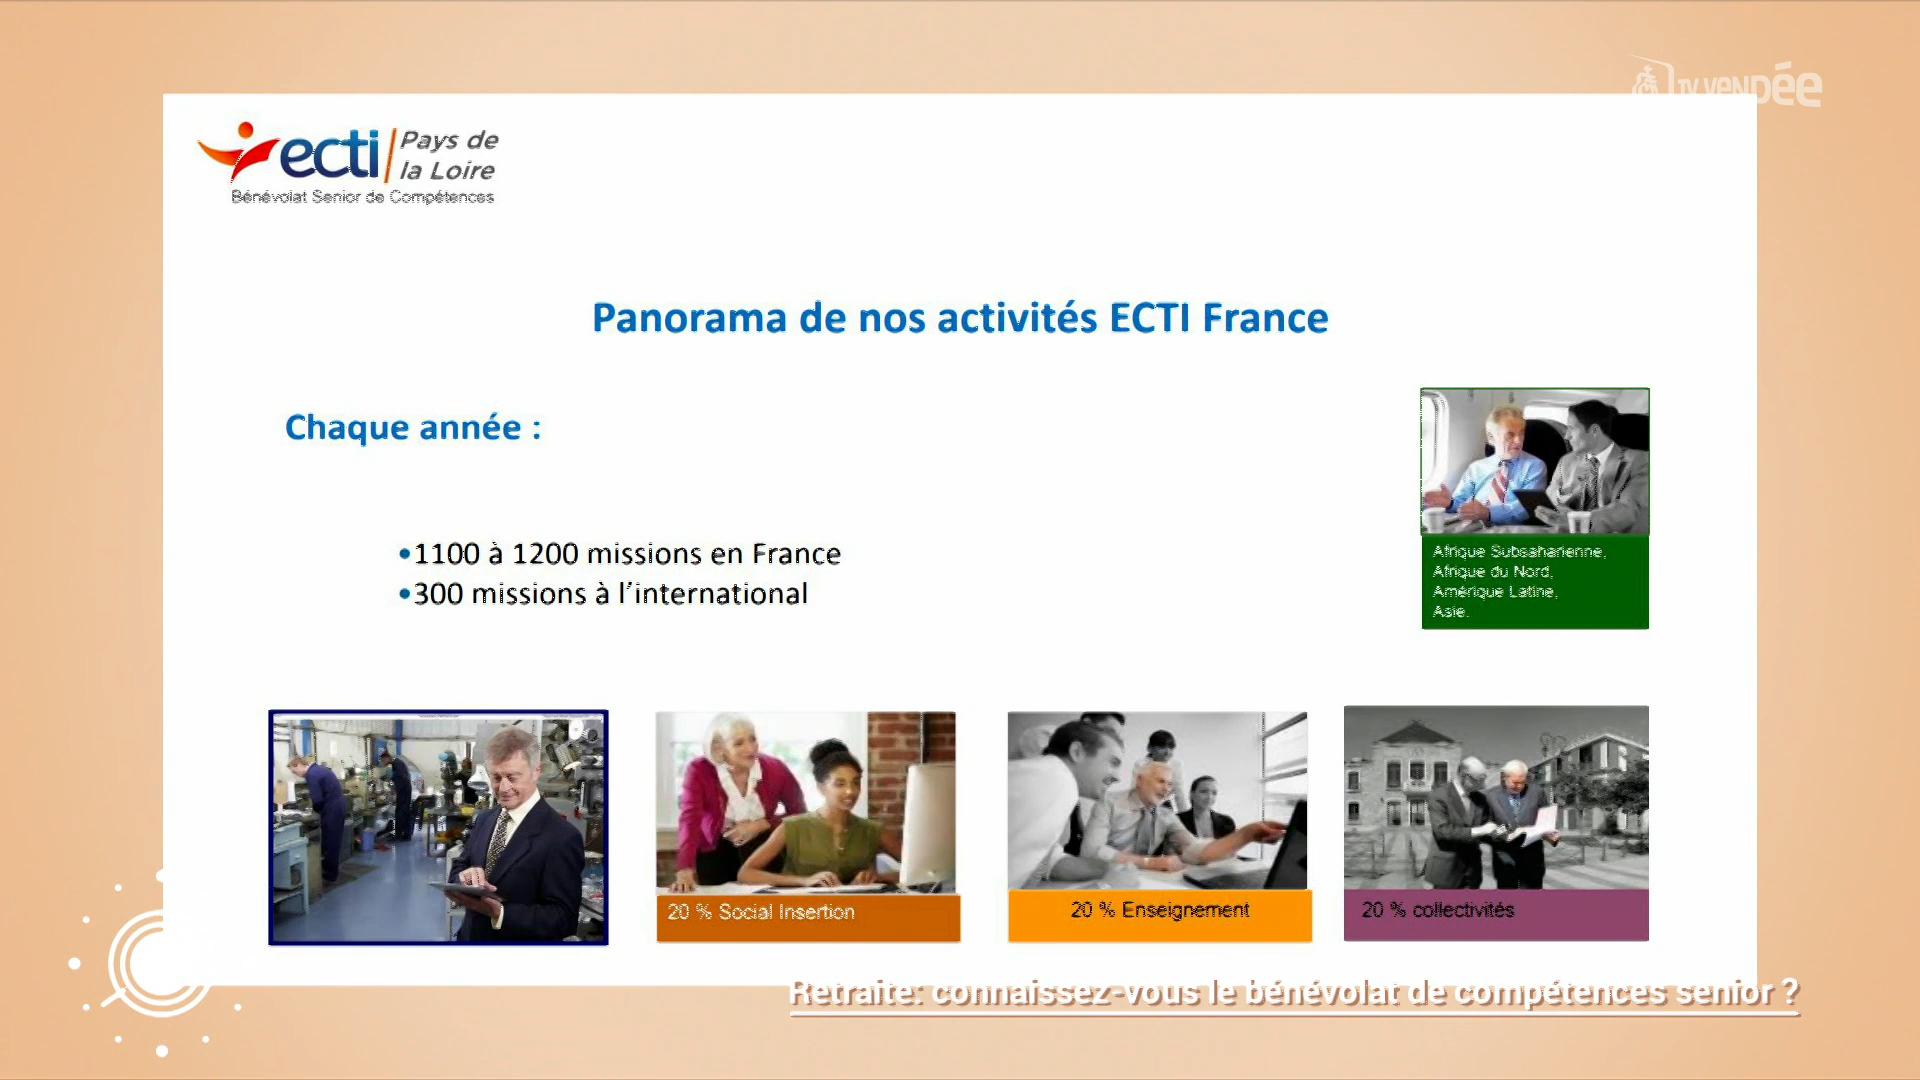 TV VENDÉE
ecti Pays de
la Loire
Bénévolat Senior de Compétences
Panorama de nos activités ECTI France
Chaque année :
•1100 à 1200 missions en France
•300 missions à l'international
Afrique Subsaharienne,
Afrique du Nord,
Amérique Latine,
Asie.
20 % Social Insertion
20 % Enseignement
20 % collectivités
Retraite: connaissez-vous le bénévolat de compétences senior ?